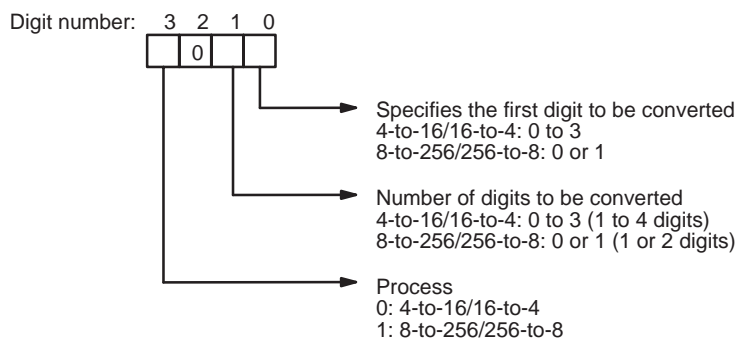 Digit number: 3 2 1 0
0
Specifies the first digit to be converted
4-to-16/16-to-4: 0 to 3
8-to-256/256-to-8: 0 or 1
Number of digits to be converted
4-to-16/16-to-4: 0 to 3 (1 to 4 digits)
8-to-256/256-to-8: 0 or 1 (1 or 2 digits)
Process
0: 4-to-16/16-to-4
1: 8-to-256/256-to-8